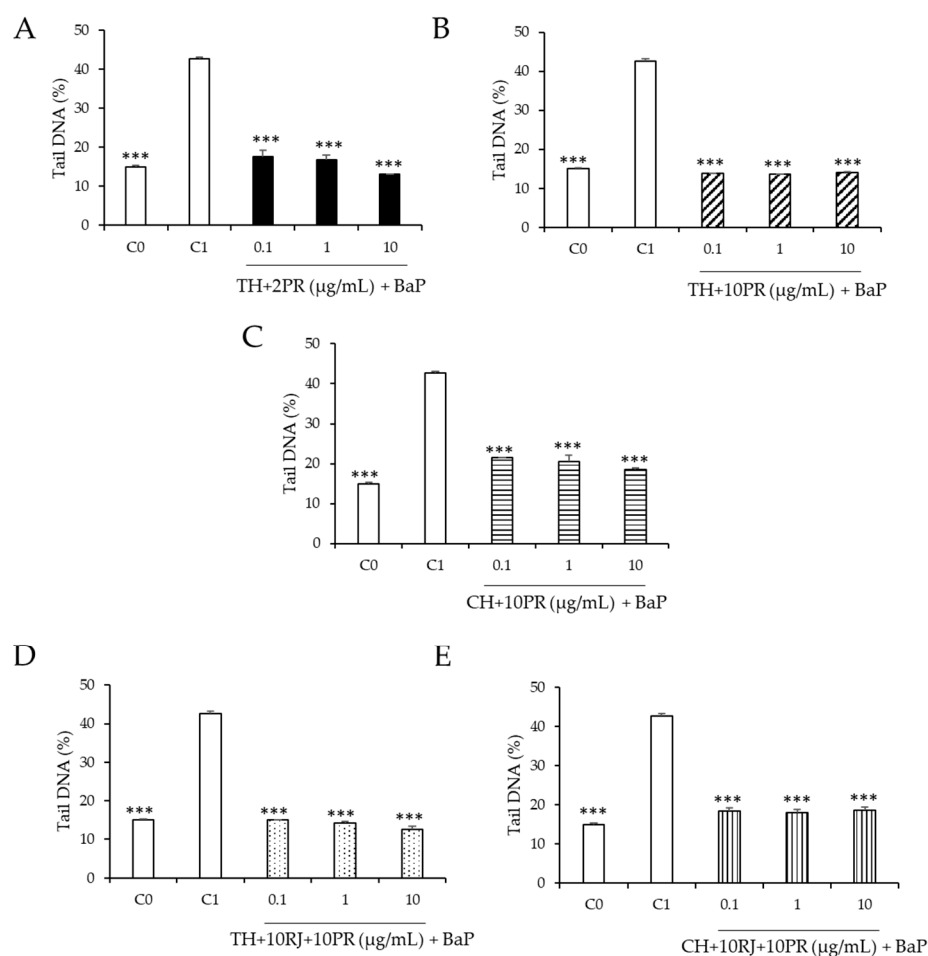 A
Tail DNA (%)
50
40
30
20
10
0
***
***
***
***
C0
C1
0.1
1
10
TH+2PR (µg/mL) + BaP
B
Tail DNA (%)
50
40
30
20
10
0
***
***
***
***
C0
C1
0.1
1
10
TH+10PR (µg/mL) + BaP
C
Tail DNA (%)
50
40
30
20
10
0
***
***
***
***
C0
C1
0.1
1
10
CH+10PR (µg/mL) + BaP
D
Tail DNA (%)
50
40
30
20
10
0
***
***
***
***
C0
C1
0.1
1
10
TH+10RJ+10PR (µg/mL) + BaP
E
Tail DNA (%)
50
40
30
20
10
0
***
***
***
***
C0
C1
0.1
1
10
CH+10RJ+10PR (µg/mL) + BaP